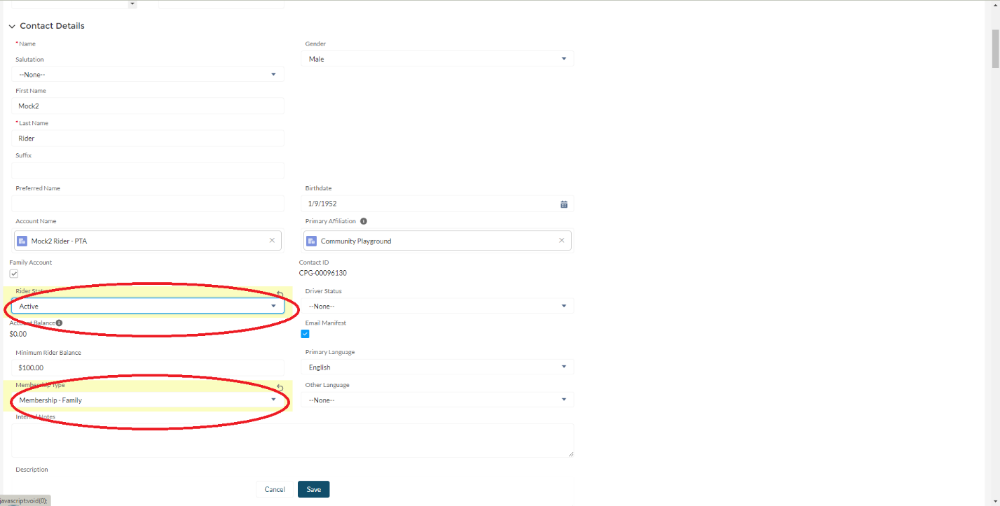 Contact Details
* Name
Salutation
--None--
First Name
Mock2
* Last Name
Rider
Suffix
Preferred Name
Account Name
Mock2 Rider - PTA
Family Account
Rider Status
Active
Account Balance
$0.00
Minimum Rider Balance
$100.00
Membership Type
Membership - Family
Internal Notes
Description
Gender
Male
Birthdate
1/9/1952
Primary Affiliation
Community Playground
Contact ID
CPG-00096130
Driver Status
--None--
Email Manifest
Primary Language
English
Other Language
--None--
Cancel
Save
javascript:void(0);